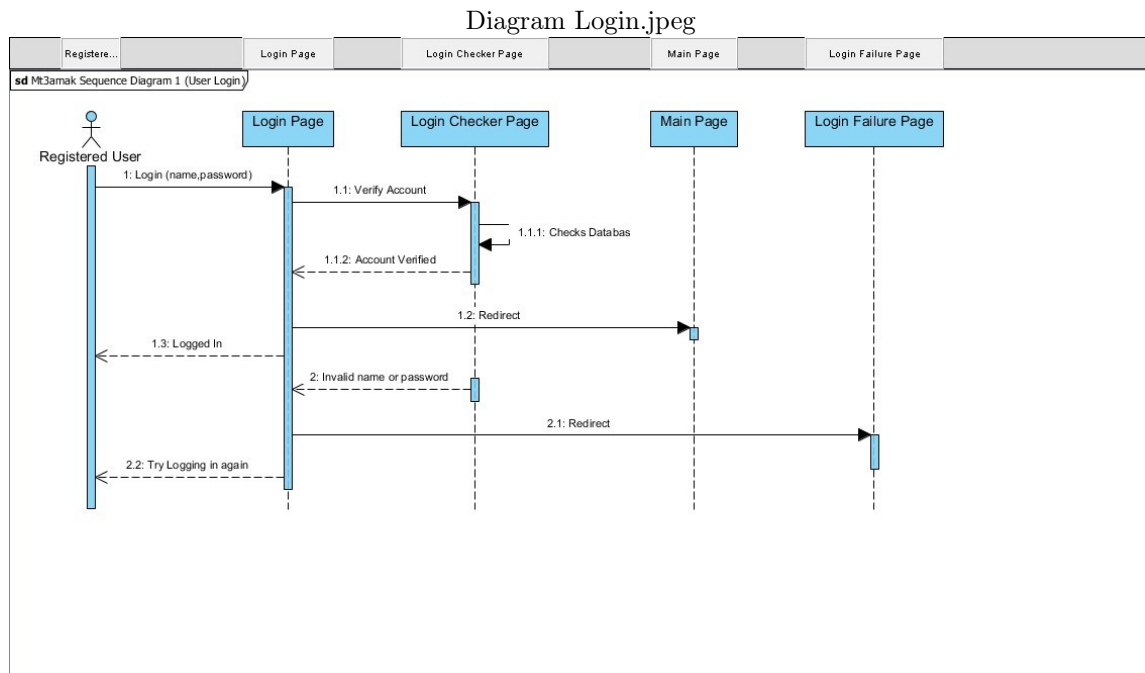 Diagram Login.jpeg
Registere...
Login Page
Login Checker Page
Main Page
Login Failure Page
sd Mt3amak Sequence Diagram 1 (User Login)
Login Page
Login Checker Page
Main Page
Login Failure Page
Registered User
1: Login (name,password)
1.1: Verify Account
1.1.1: Checks Databas
1.1.2: Account Verified
1.2: Redirect
1.3: Logged In
2: Invalid name or password
2.1: Redirect
2.2: Try Logging in again